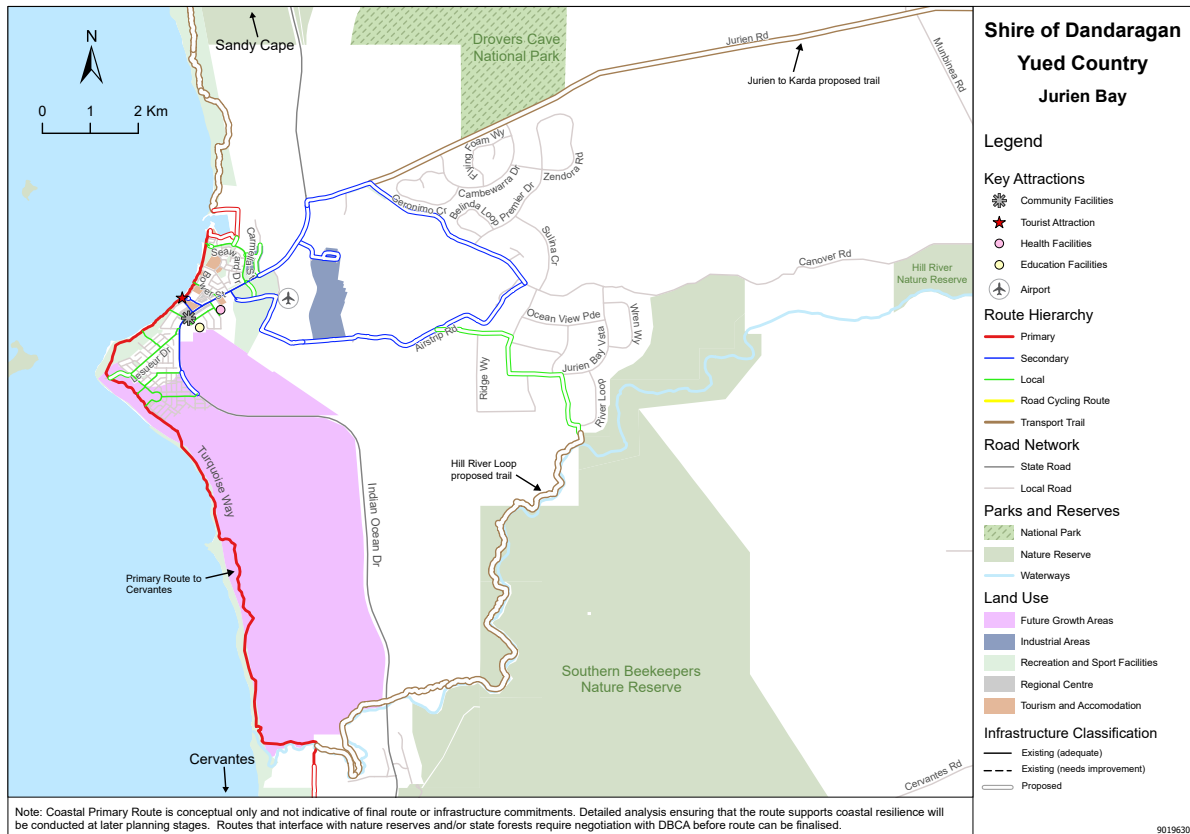 Sandy Cape
N
0 1 2 Km
Drovers Cave
National Park
Jurien Rd
Jurien to Karda proposed trail
Munbinea Rd
Flying Foam Wy
Zendora Rd
Cambewarra Dr
Geronimo Cr
Belinda Loop
Premier Dr
Sulina Cr
Canover Rd
Hill River
Nature Reserve
Seaward Dr
Bower St
Airstrip Rd
Ocean View Pde
Wren Wy
Jurien Bay Vsta
Ridge Wy
River Loop
Lesueur Dr
Turquoise Way
Indian Ocean Dr
Hill River Loop
proposed trail
Primary Route to
Cervantes
Southern Beekeepers
Nature Reserve
Cervantes
Cervantes Rd
Shire of Dandaragan
Yued Country
Jurien Bay
Legend
Key Attractions
Community Facilities
Tourist Attraction
Health Facilities
Education Facilities
Airport
Route Hierarchy
Primary
Secondary
Local
Road Cycling Route
Transport Trail
Road Network
State Road
Local Road
Parks and Reserves
National Park
Nature Reserve
Waterways
Land Use
Future Growth Areas
Industrial Areas
Recreation and Sport Facilities
Regional Centre
Tourism and Accomodation
Infrastructure Classification
Existing (adequate)
Existing (needs improvement)
Proposed
Note: Coastal Primary Route is conceptual only and not indicative of final route or infrastructure commitments. Detailed analysis ensuring that the route supports coastal resilience will
be conducted at later planning stages. Routes that interface with nature reserves and/or state forests require negotiation with DBCA before route can be finalised.
9019630